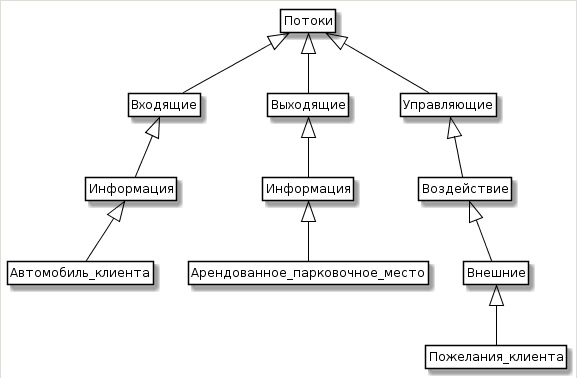 Потоки
Входящие
Выходящие
Управляющие
Информация
Информация
Воздействие
Автомобиль_клиента
Арендованное_парковочное_место
Внешние
Пожелания_клиента